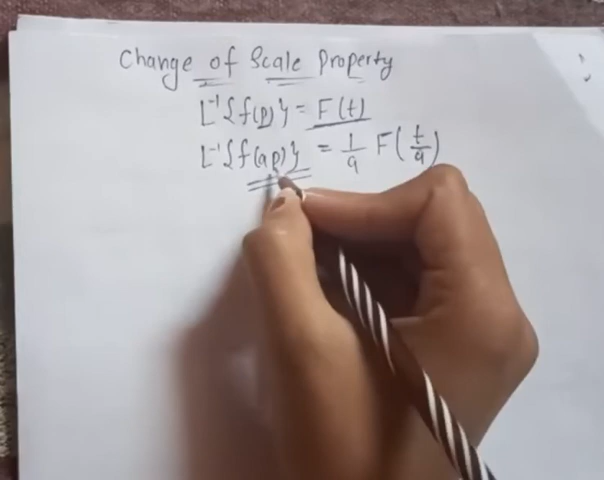 Change of Scale Property
L⁻¹{f(p)} = F(t)
L⁻¹{f(ap)} = 1/a F(t/a)